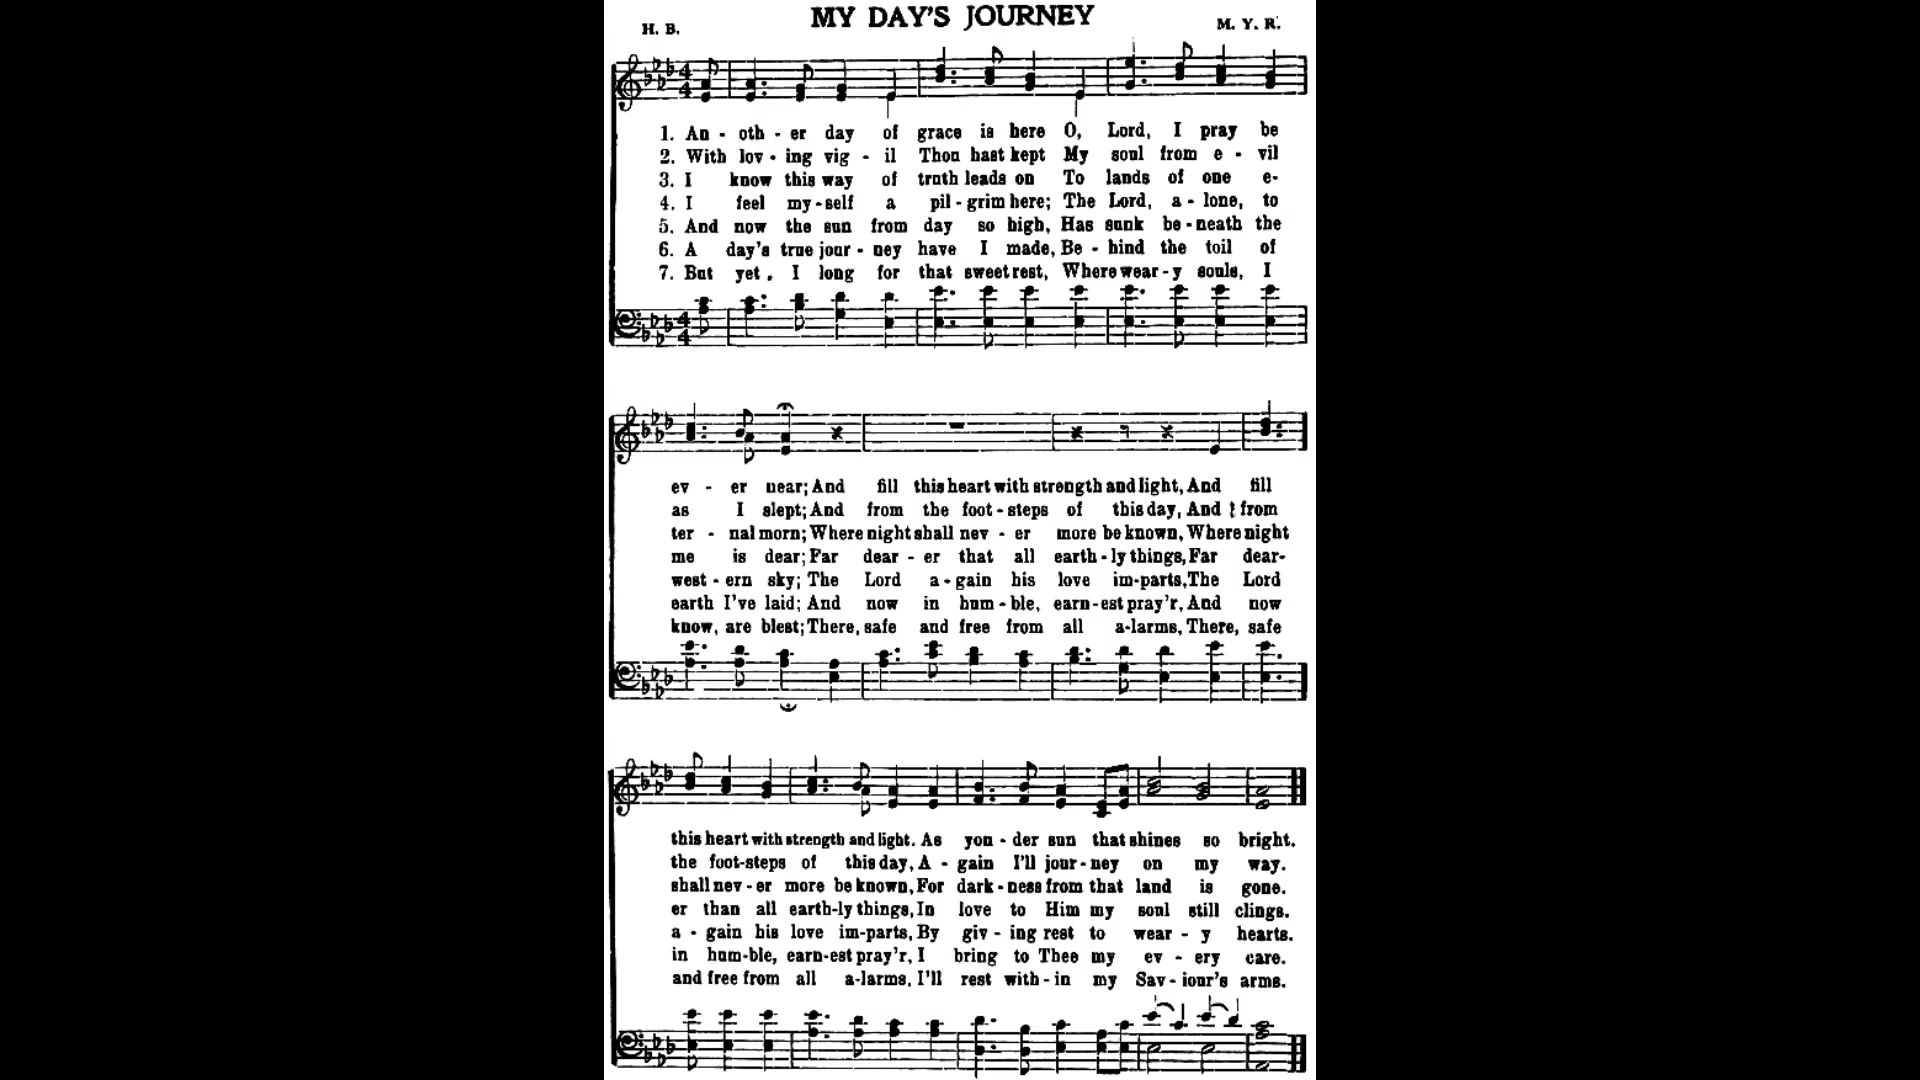 MY DAY'S JOURNEY
H. B. M. Y. R.
4
4
1. An - oth - er day of grace is here O, Lord, I pray be
2. With lov - ing vig - il Thou hast kept My soul from e - vil
3. I know this way of truth leads on To lands of one e-
4. I feel my-self a pil - grim here; The Lord, a - lone, to
5. And now the sun from day so high, Has sunk be - neath the
6. A day's true jour - ney have I made, Be - hind the toil of
7. But yet, I long for that sweet rest, Where wear - y souls, I
4
4
ev - er near; And fill this heart with strength and light, And fill
as I slept; And from the foot - steps of this day, And from
ter - nal morn; Where night shall nev - er more be known, Where night
me is dear; Far dear - er that all earth - ly things, Far dear-
west - ern sky; The Lord a - gain his love im-parts, The Lord
earth I've laid; And now in hum - ble, earn-est pray'r, And now
know, are blest; There, safe and free from all a-larms, There, safe
this heart with strength and light. As yon - der sun that shines so bright.
the foot-steps of this day, A - gain I'll jour - ney on my way.
shall nev - er more be known, For dark - ness from that land is gone.
er than all earth-ly things, In love to Him my soul still clings.
a - gain his love im-parts, By giv - ing rest to wear - y hearts.
in hum-ble, earn-est pray'r, I bring to Thee my ev - ery care.
and free from all a-larms, I'll rest with - in my Sav - iour's arms.